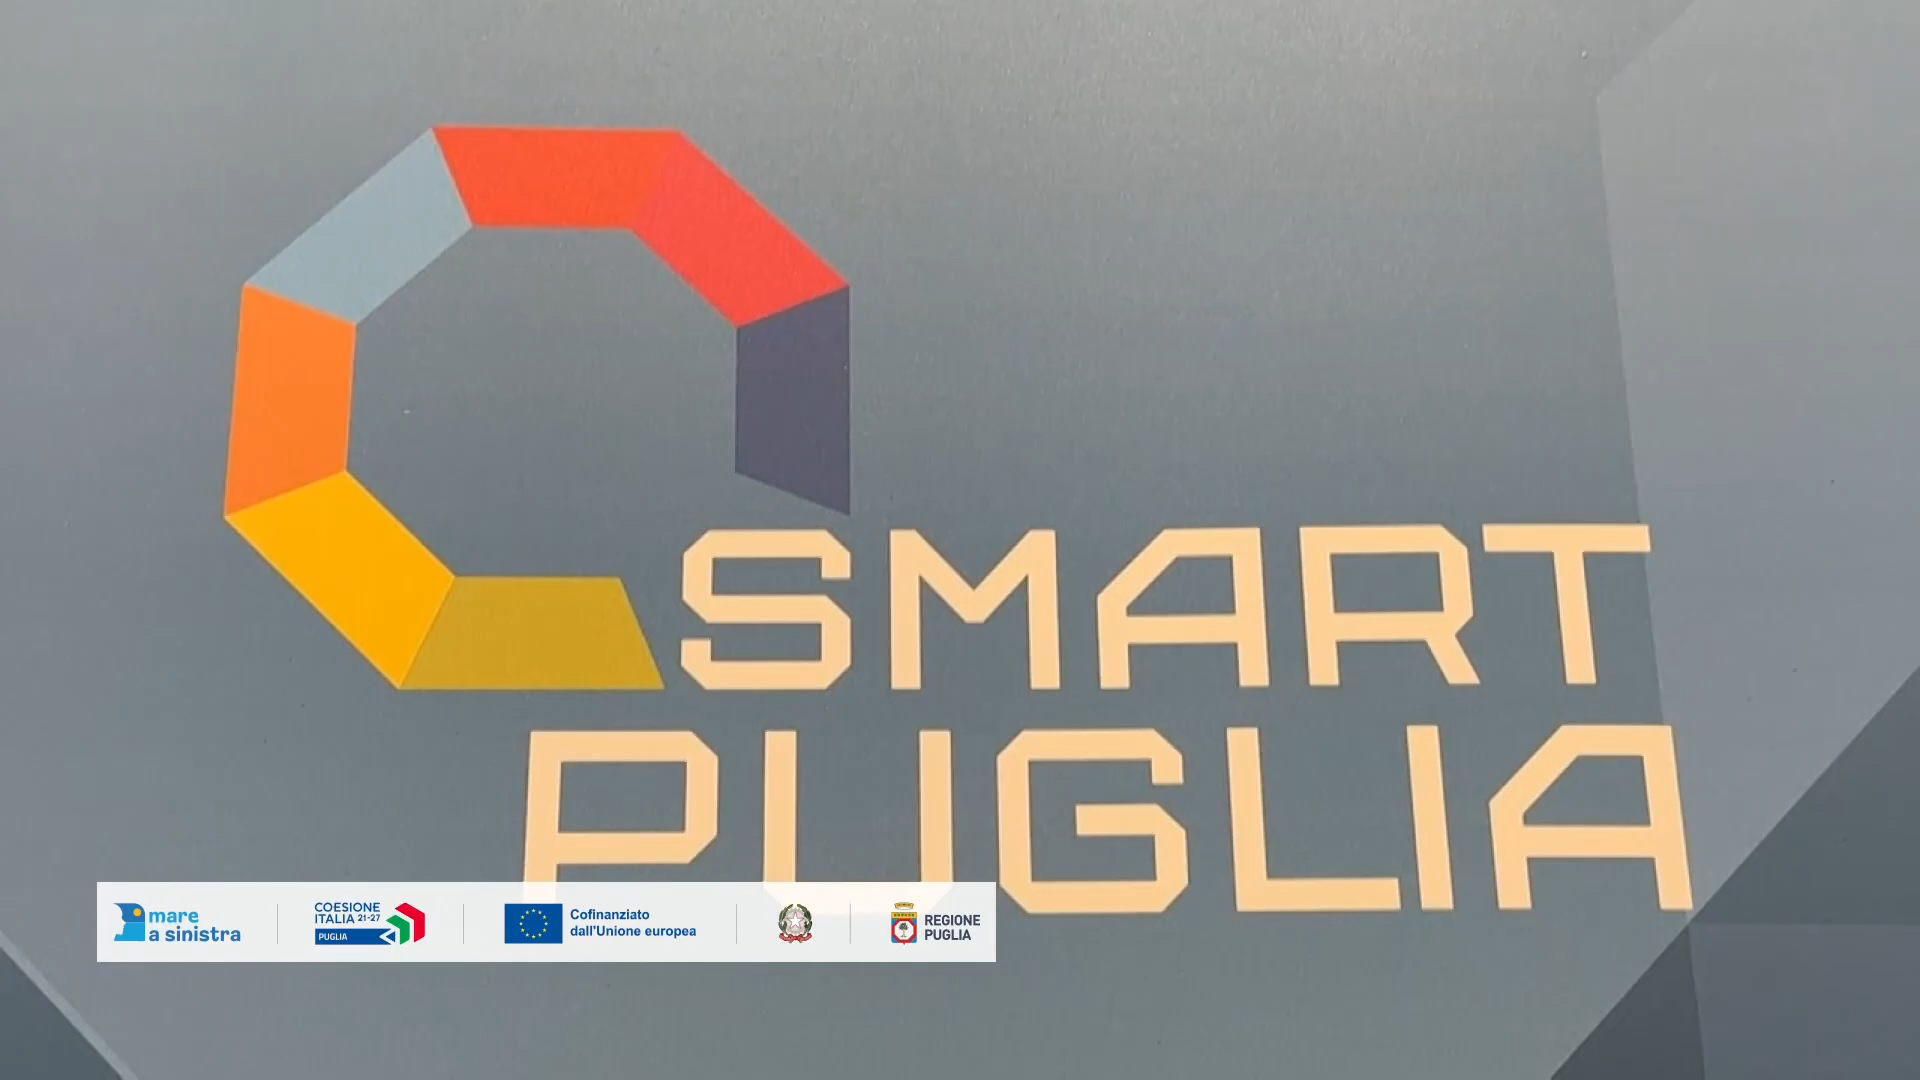 SMART
PUGLIA
mare
a sinistra
COESIONE
ITALIA 21-27
PUGLIA
Cofinanziato
dall'Unione europea
REGIONE
PUGLIA